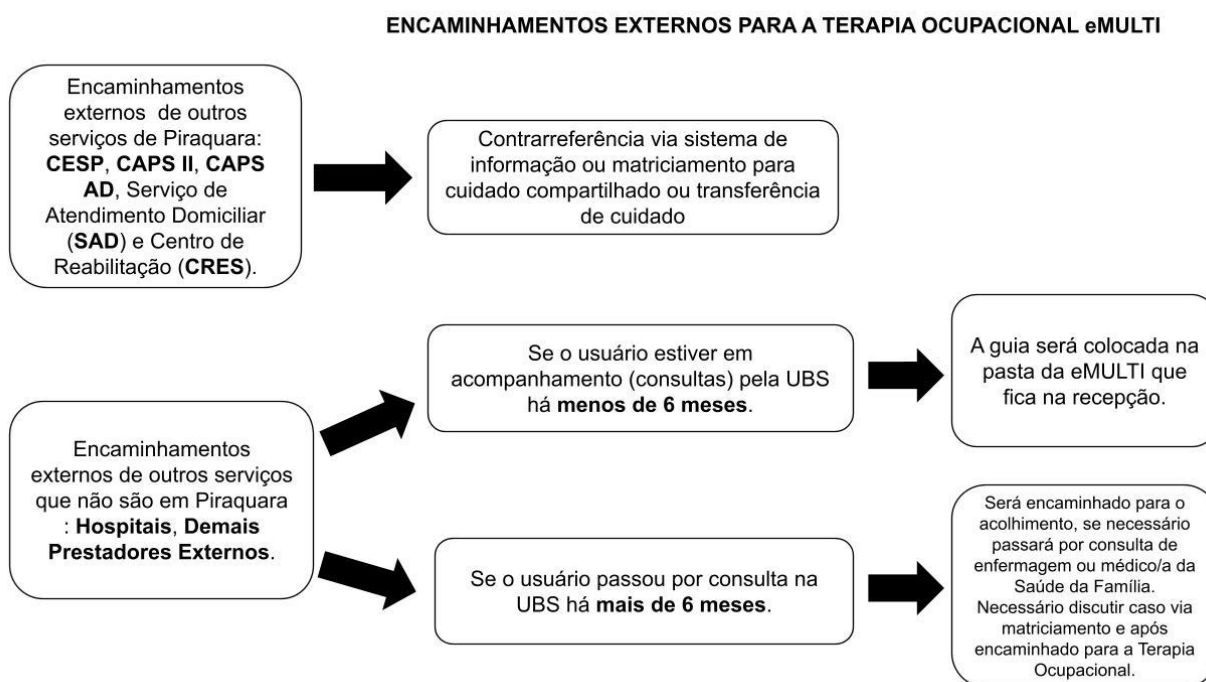 ENCAMINHAMENTOS EXTERNOS PARA A TERAPIA OCUPACIONAL eMULTI
Encaminhamentos
externos de outros
serviços de Piraquara:
CESP, CAPS II, CAPS
AD, Serviço de
Atendimento Domiciliar
(SAD) e Centro de
Reabilitação (CRES).
Contrarreferência via sistema de
informação ou matriciamento para
cuidado compartilhado ou transferência
de cuidado
Encaminhamentos
externos de outros serviços
que não são em Piraquara
: Hospitais, Demais
Prestadores Externos.
Se o usuário estiver em
acompanhamento (consultas) pela UBS
há menos de 6 meses.
A guia será colocada na
pasta da eMULTI que
fica na recepção.
Se o usuário passou por consulta na
UBS há mais de 6 meses.
Será encaminhado para o
acolhimento, se necessário
passará por consulta de
enfermagem ou médico/a da
Saúde da Família.
Necessário discutir caso via
matriciamento e após
encaminhado para a Terapia
Ocupacional.